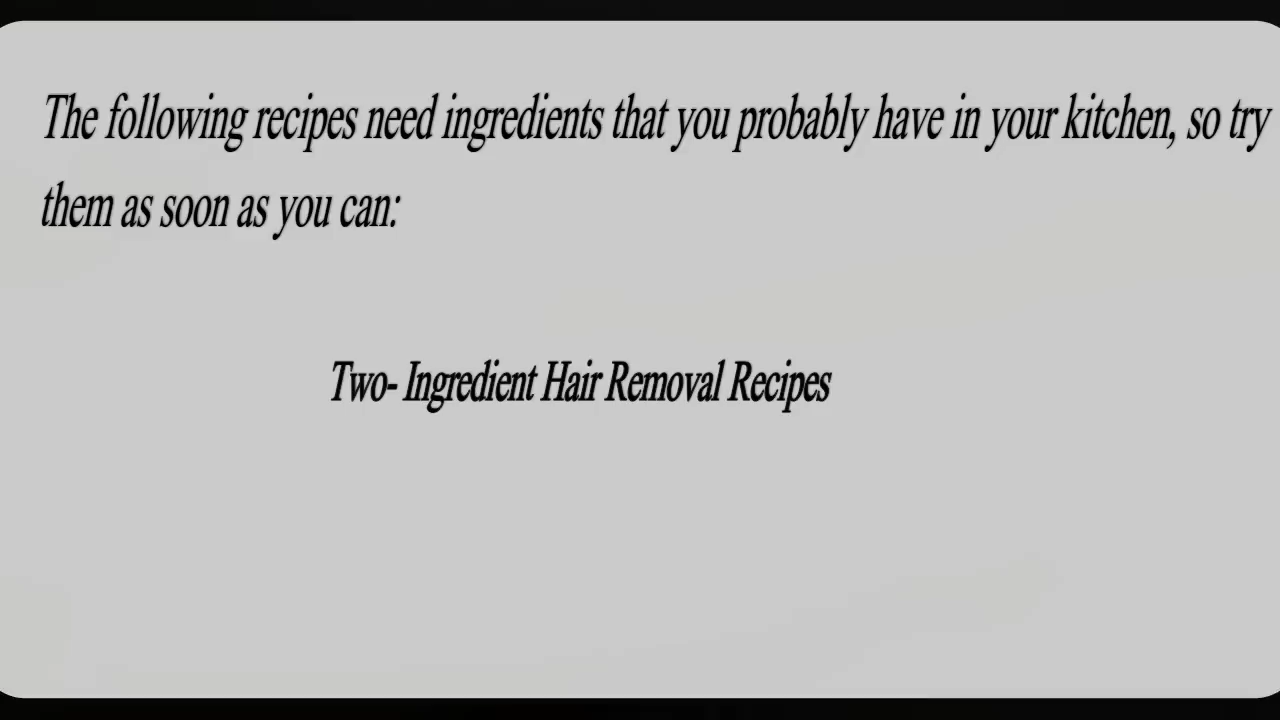 The following recipes need ingredients that you probably have in your kitchen, so try
them as soon as you can:
Two- Ingredient Hair Removal Recipes